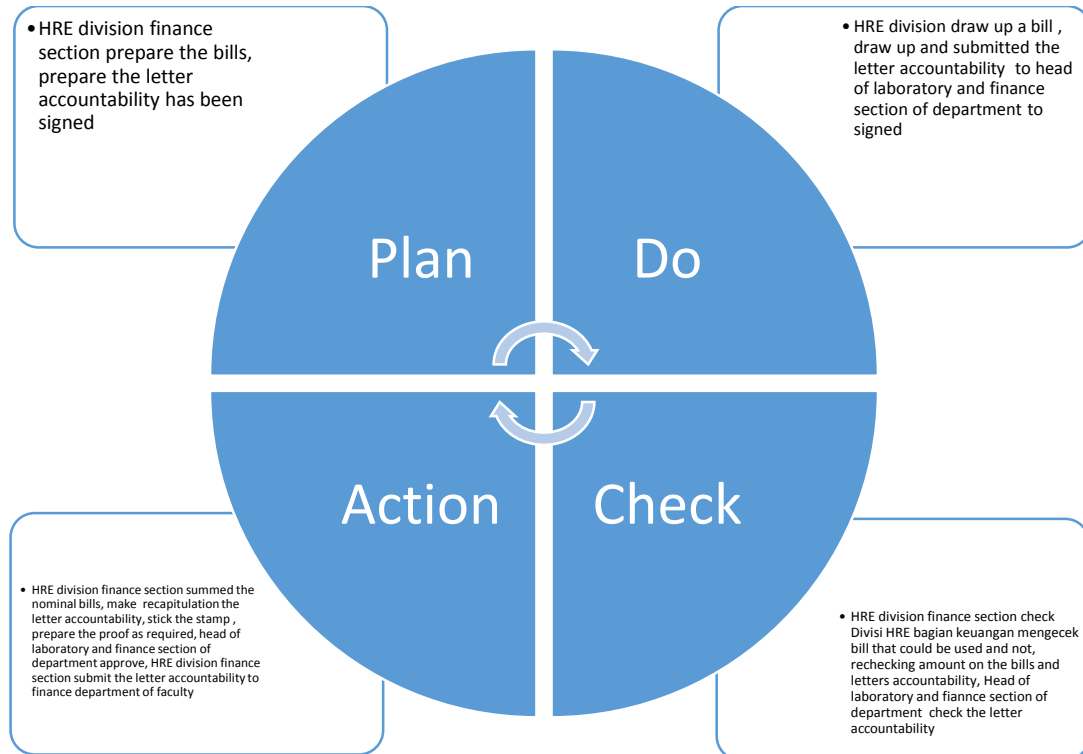 •HRE division finance
section prepare the bills,
prepare the letter
accountability has been
signed
•HRE division draw up a bill ,
draw up and submitted the
letter accountability to head
of laboratory and finance
section of department to
signed
Plan
Do
Action
Check
• HRE division finance section summed the
nominal bills, make recapitulation the
letter accountability, stick the stamp ,
prepare the proof as required, head of
laboratory and finance section of
department approve, HRE division finance
section submit the letter accountability to
finance department of faculty
• HRE division finance section check
Divisi HRE bagian keuangan mengecek
bill that could be used and not,
rechecking amount on the bills and
letters accountability, Head of
laboratory and fiannce section of
department check the letter
accountability